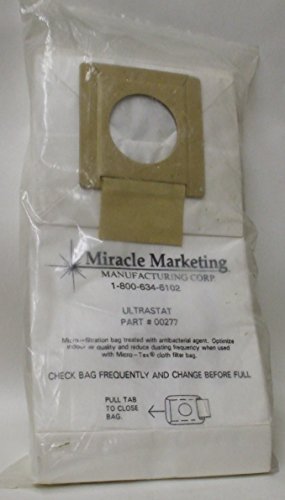 Miracle Marketing
MANUFACTURING CORP
1-800-634-6102
ULTRASTAT
PART # 00277
Micro-filtration bag treated with antibacterial agent. Optimize
indoor air quality and reduce dusting frequency when used
with Micro-Tex® cloth filter bag.
CHECK BAG FREQUENTLY AND CHANGE BEFORE FULL
PULL TAB
TO CLOSE
BAG.